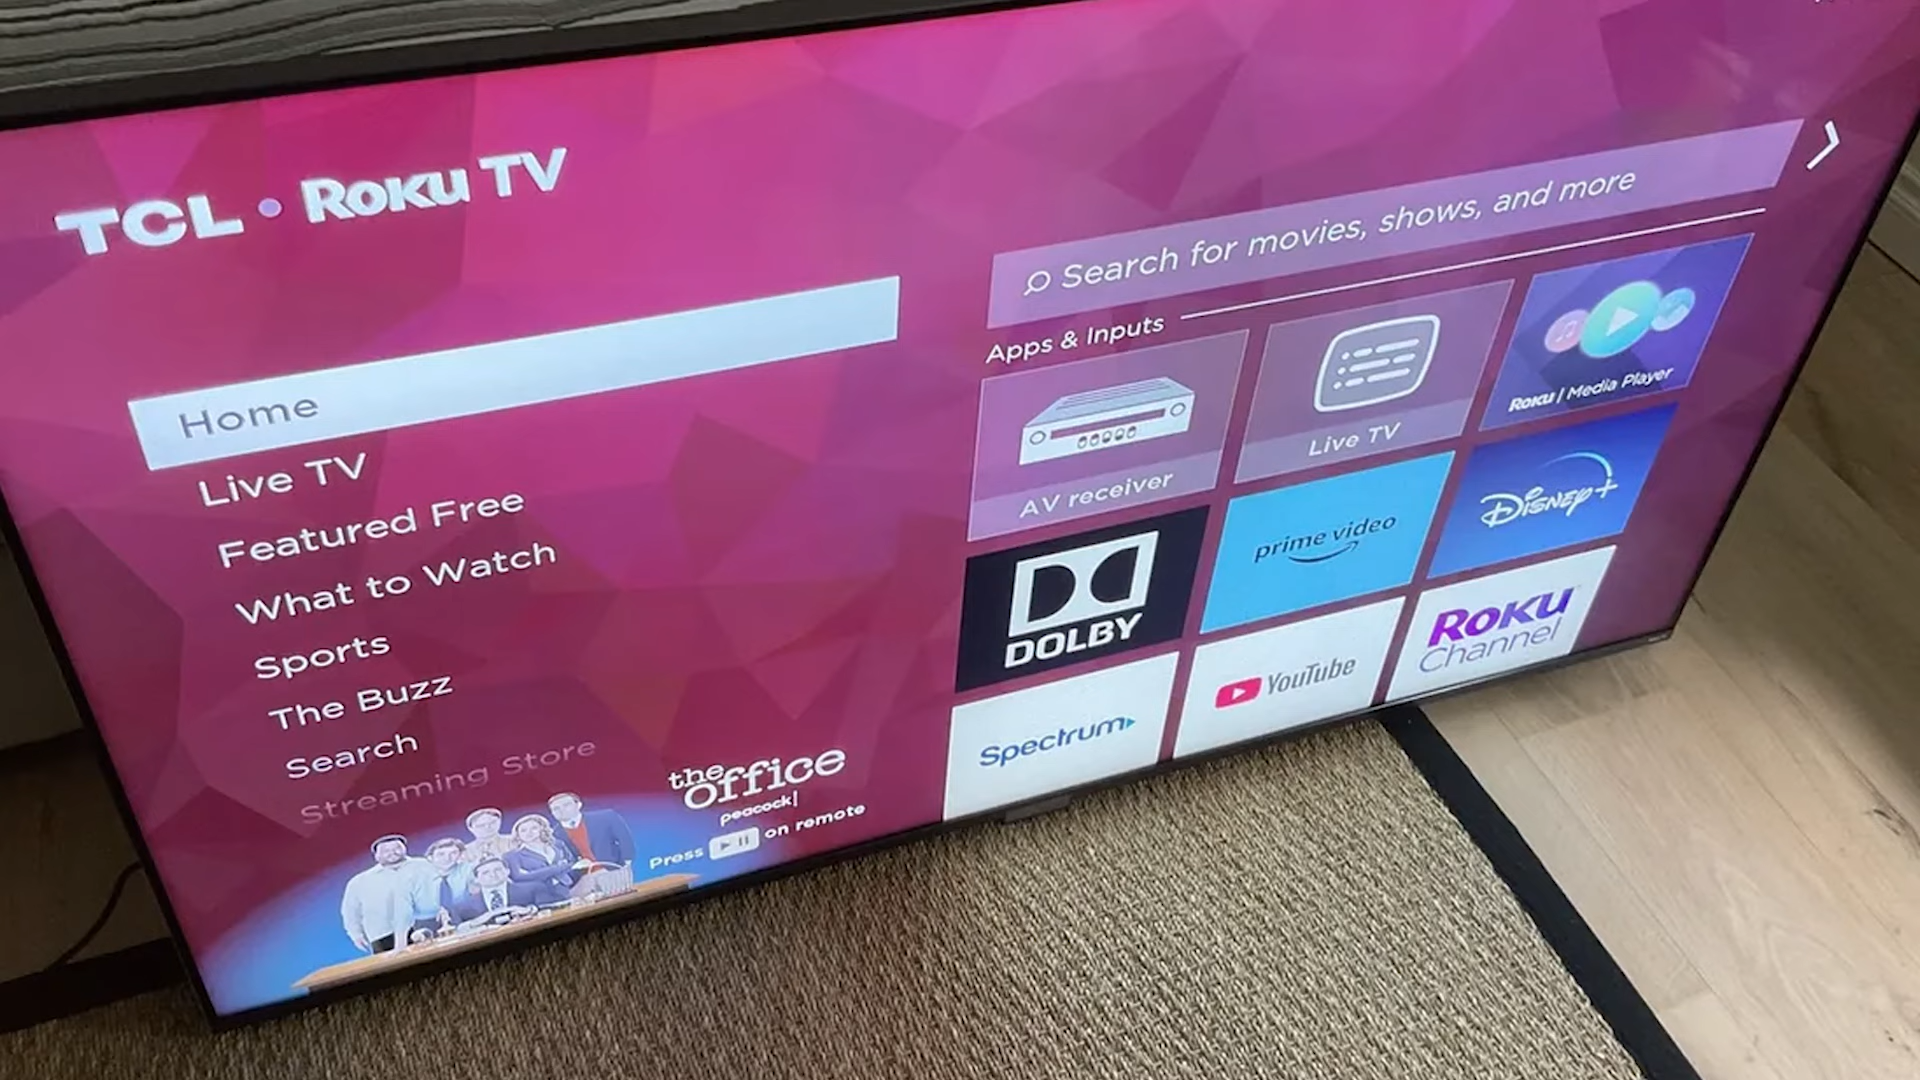 TCL • Roku TV
Home
Live TV
Featured Free
What to Watch
Sports
The Buzz
Search
Streaming Store
the office
peacock
Press on remote
Search for movies, shows, and more
Apps & Inputs
AV receiver
Live TV
Roku | Media Player
DOLBY
prime video
Disney+
Spectrum
YouTube
Roku Channel